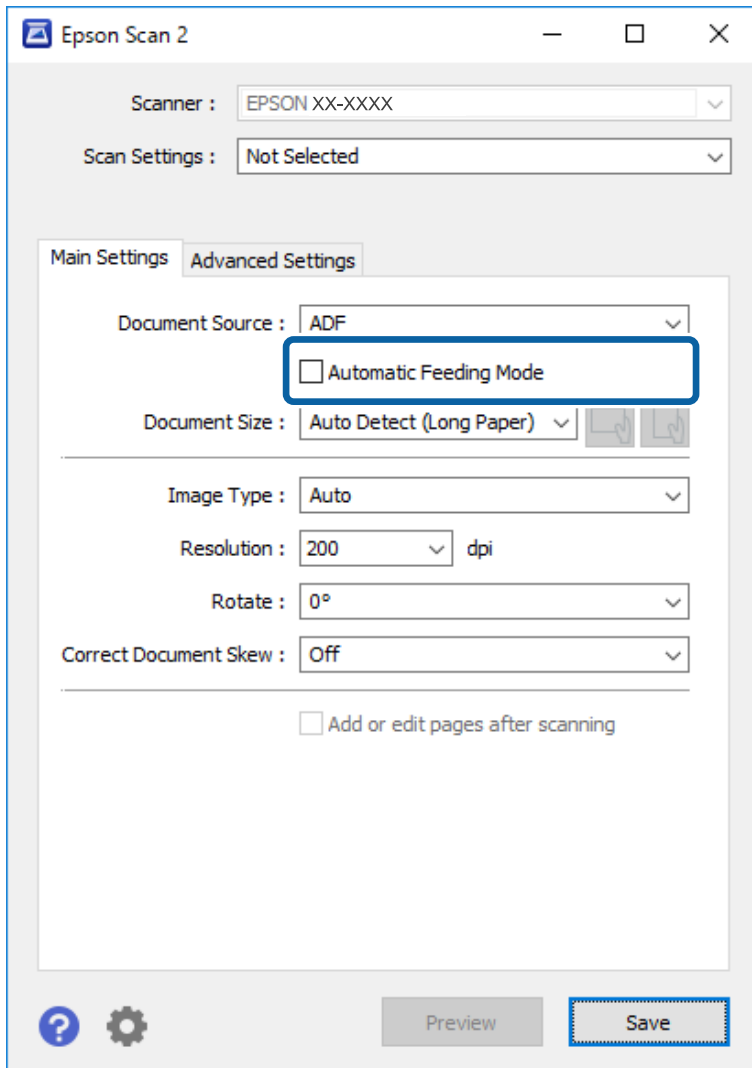 Epson Scan 2
Scanner : EPSON XX-XXXX
Scan Settings : Not Selected
Main Settings Advanced Settings
Document Source : ADF
Automatic Feeding Mode
Document Size : Auto Detect (Long Paper)
Image Type : Auto
Resolution : 200 dpi
Rotate : 0°
Correct Document Skew : Off
Add or edit pages after scanning
? Preview Save